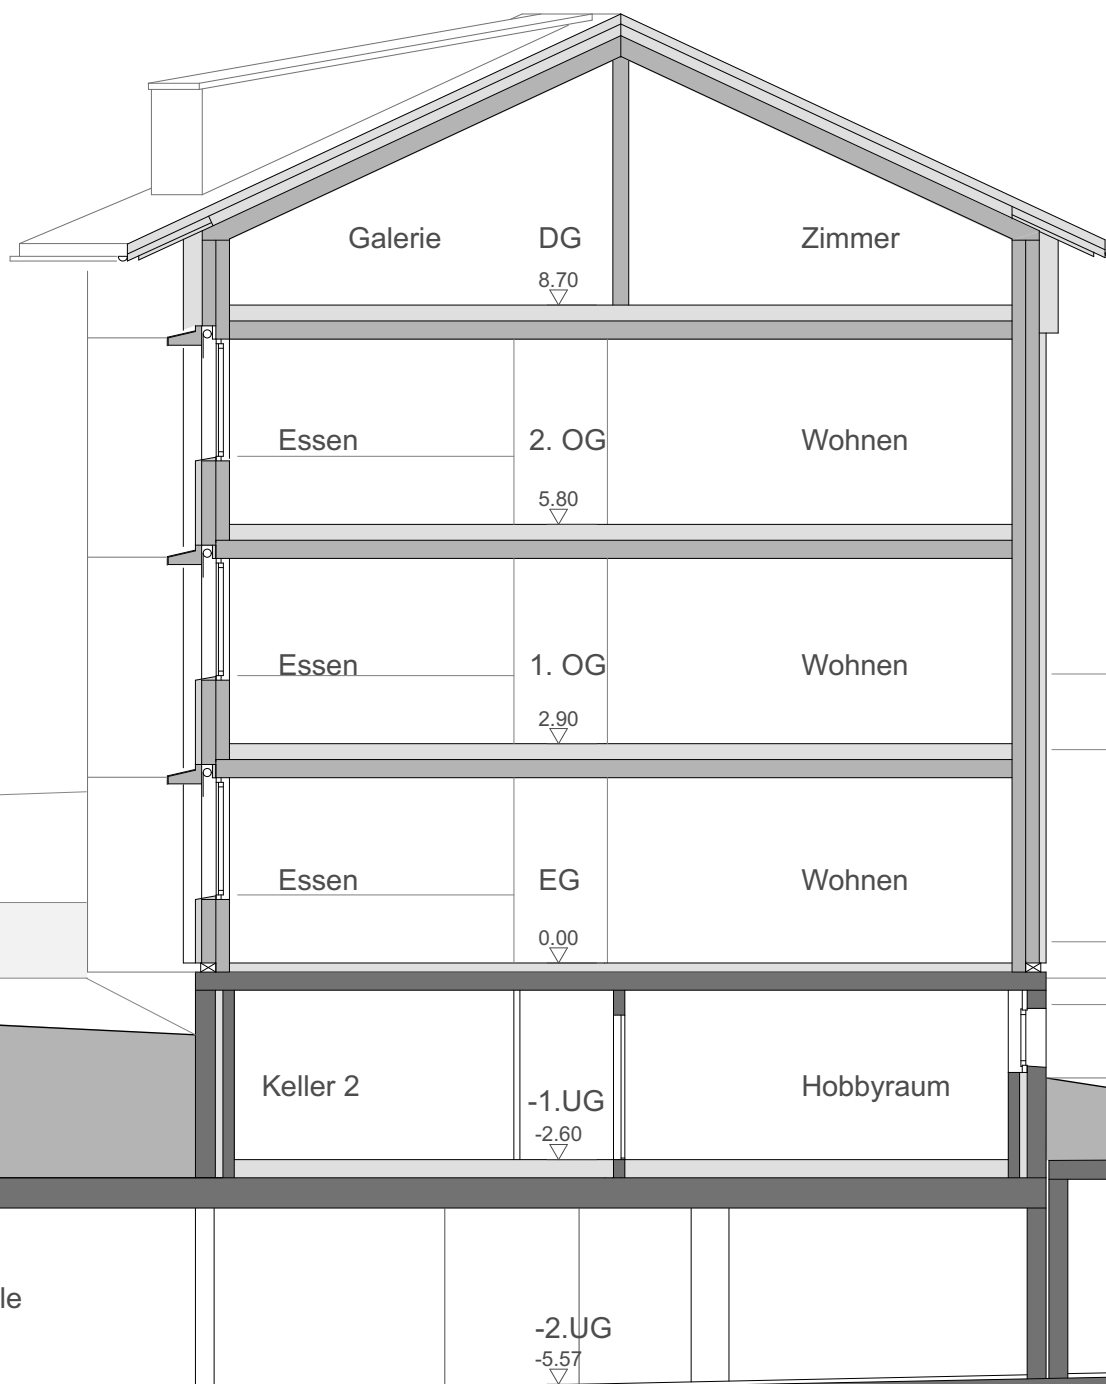 Galerie DG Zimmer
8.70
Essen 2. OG Wohnen
5.80
Essen 1. OG Wohnen
2.90
Essen EG Wohnen
0.00
Keller 2 -1.UG Hobbyraum
-2.60
le
-2.UG
-5.57